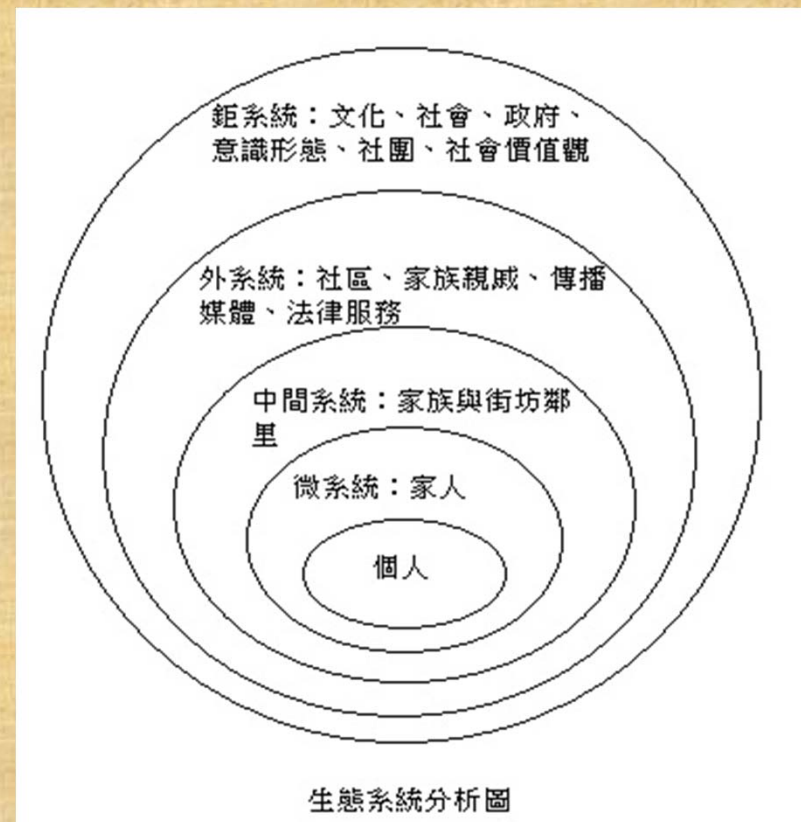 鉅系統：文化、社會、政府、
意識形態、社團、社會價值觀
外系統：社區、家族親戚、傳播
媒體、法律服務
中間系統：家族與街坊鄰
里
微系統：家人
個人
生態系統分析圖